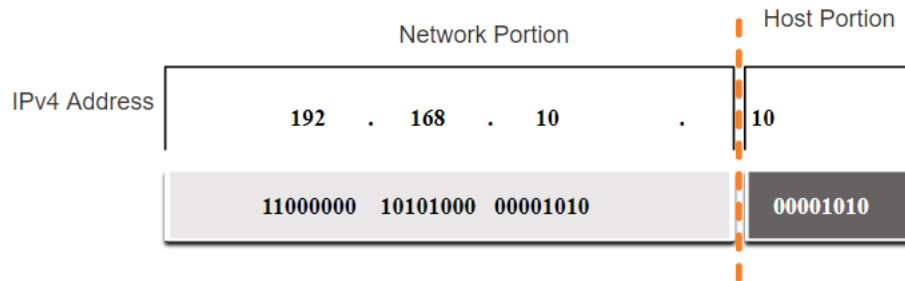 Network Portion
Host Portion
IPv4 Address
192 . 168 . 10 . 10
11000000 10101000 00001010 00001010